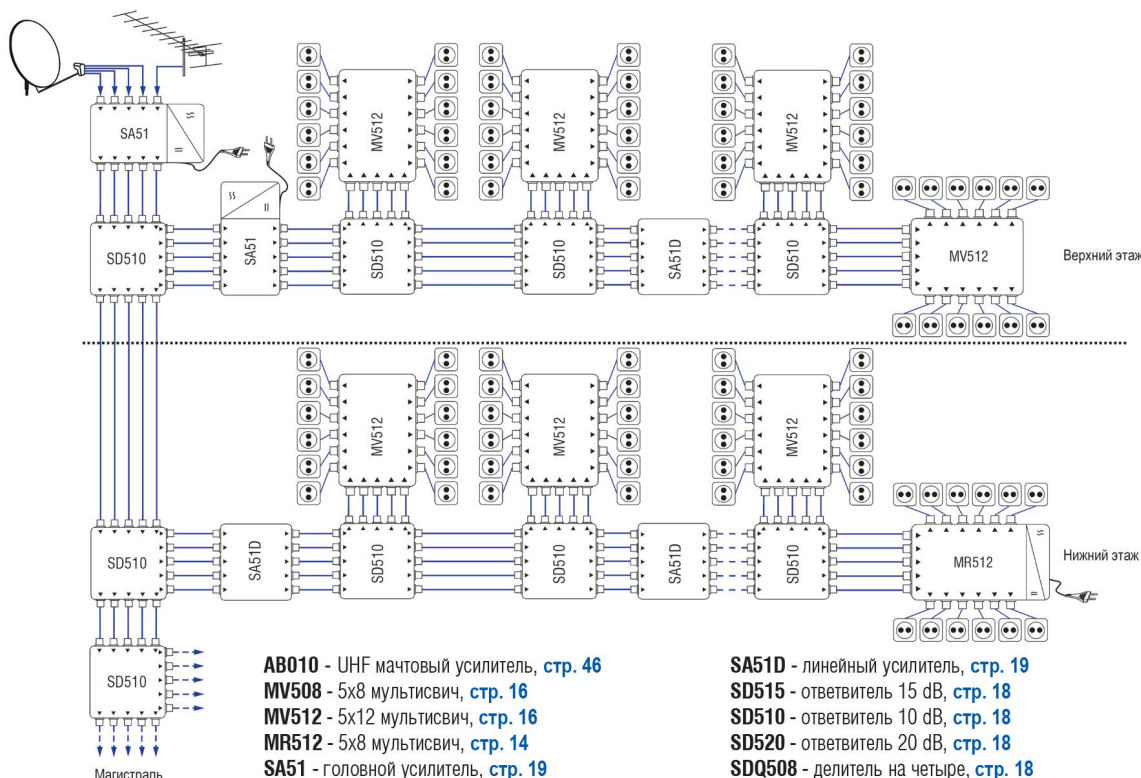 SA51
MV512
MV512
MV512
SD510
SA51
SD510
SD510
SA51D
SD510
MV512
Верхний этаж
MV512
MV512
MV512
SD510
SA51D
SD510
SD510
SA51D
SD510
MR512
Нижний этаж
SD510
Магистраль
AB010 - UHF мачтовый усилитель, стр. 46
MV508 - 5x8 мультисвич, стр. 16
MV512 - 5x12 мультисвич, стр. 16
MR512 - 5x8 мультисвич, стр. 14
SA51 - головной усилитель, стр. 19
SA51D - линейный усилитель, стр. 19
SD515 - ответвитель 15 dB, стр. 18
SD510 - ответвитель 10 dB, стр. 18
SD520 - ответвитель 20 dB, стр. 18
SDQ508 - делитель на четыре, стр. 18